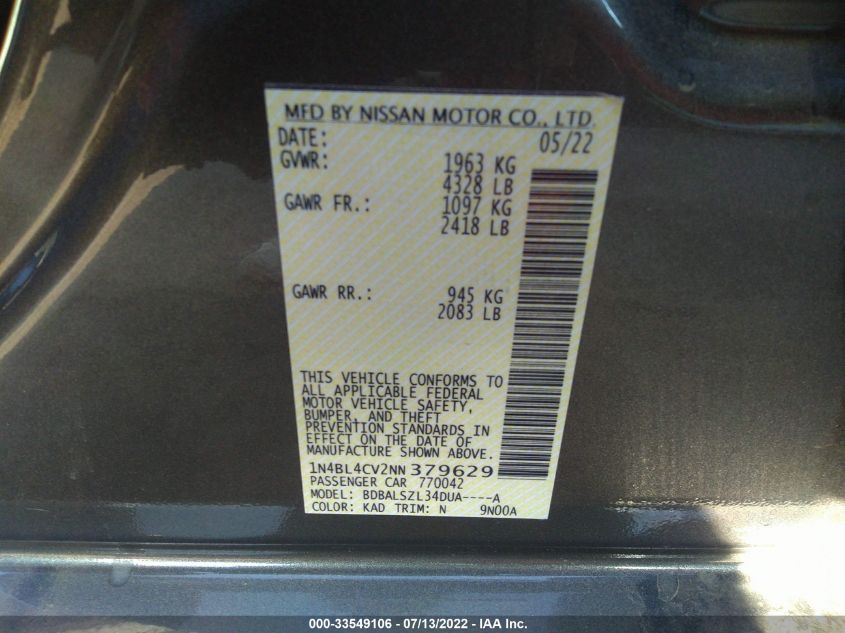 MFD BY NISSAN MOTOR CO., LTD.
DATE: 05/22
GVWR: 1963 KG
4328 LB
GAWR FR.: 1097 KG
2418 LB
GAWR RR.: 945 KG
2083 LB
THIS VEHICLE CONFORMS TO
ALL APPLICABLE FEDERAL
MOTOR VEHICLE SAFETY,
BUMPER, AND THEFT
PREVENTION STANDARDS IN
EFFECT ON THE DATE OF
MANUFACTURE SHOWN ABOVE.
1N4BL4CV2NN379629
PASSENGER CAR 770042
MODEL: BDBALSZL34DUA----A
COLOR: KAD TRIM: N 9N00A
000-33549106 - 07/13/2022 - IAA Inc.